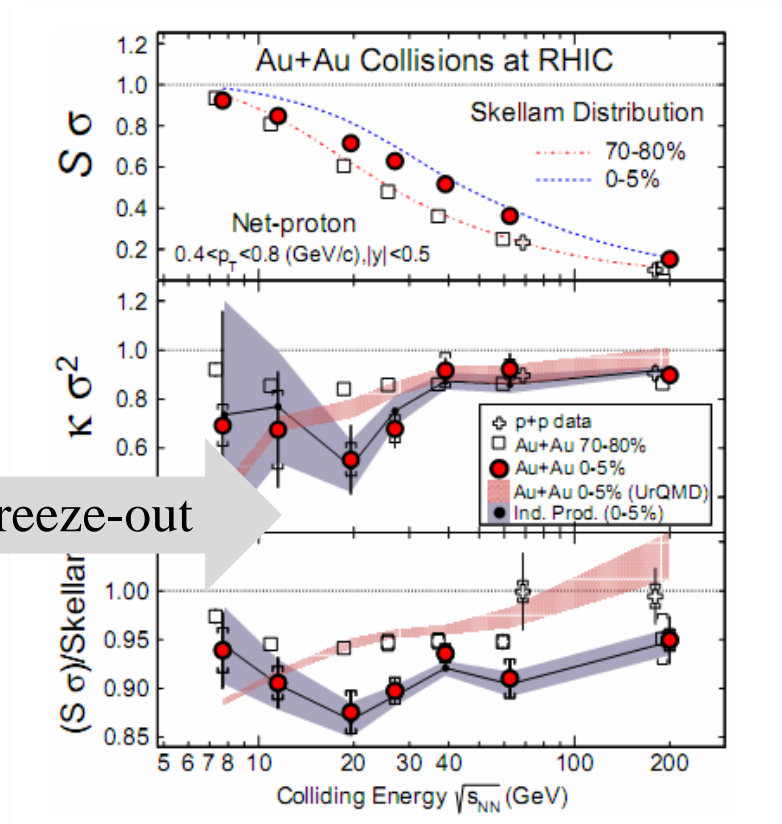 Au+Au Collisions at RHIC
S σ
1.2
1.0
0.8
0.6
0.4
0.2
Skellam Distribution
70-80%
0-5%
Net-proton
0.4<p_T<0.8 (GeV/c),|y|<0.5
κ σ²
1.2
1.0
0.8
0.6
p+p data
Au+Au 70-80%
Au+Au 0-5%
Au+Au 0-5% (UrQMD)
Ind. Prod. (0-5%)
reeze-out
(S σ)/Skella
1.00
0.95
0.90
0.85
5 6 7 8 10 20 30 40 100 200
Colliding Energy √s_NN (GeV)